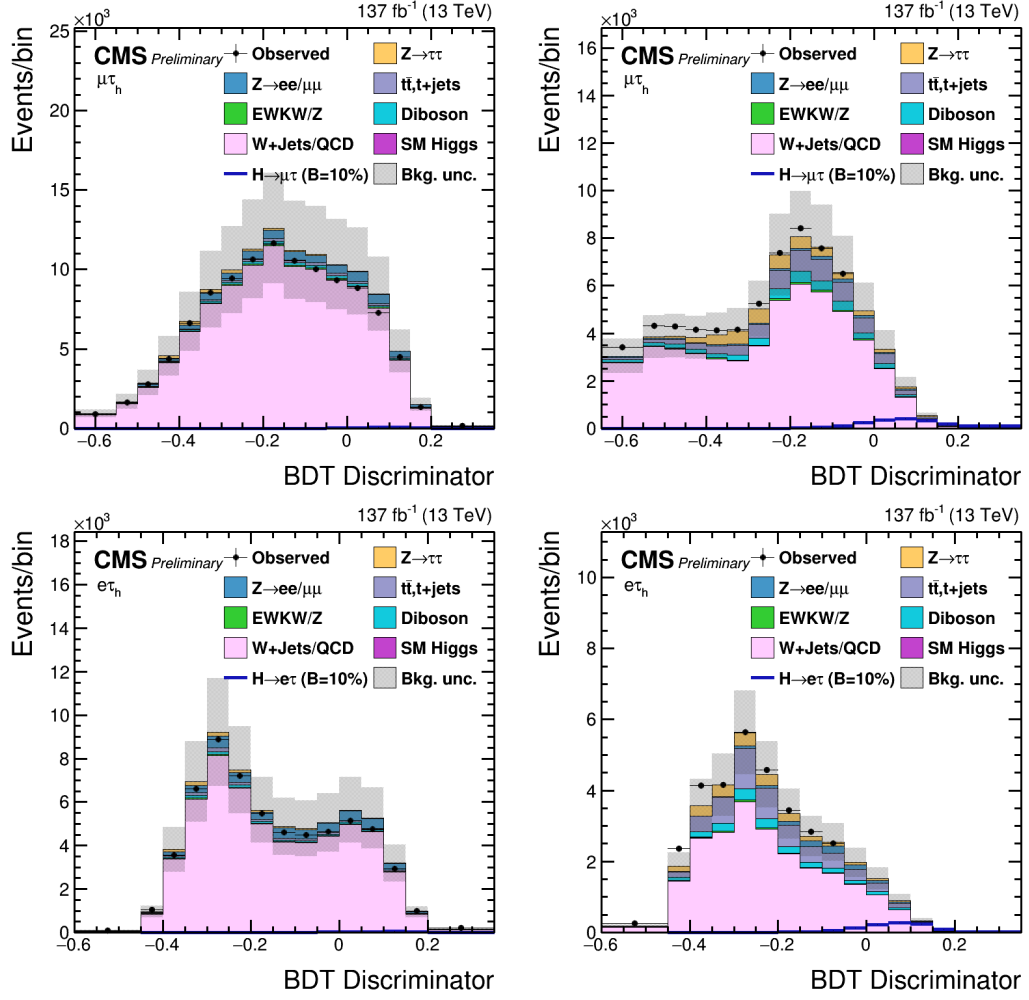 ×10³
137 fb⁻¹ (13 TeV)
Events/bin
25
20
15
10
5
0
CMS Preliminary
μτₕ
Observed
Z→ττ
Z→ee/μμ
tt̄,t+jets
EWKW/Z
Diboson
W+Jets/QCD
SM Higgs
H→μτ (B=10%)
Bkg. unc.
−0.6 −0.4 −0.2 0 0.2
BDT Discriminator
×10³
137 fb⁻¹ (13 TeV)
Events/bin
16
14
12
10
8
6
4
2
0
CMS Preliminary
μτₕ
Observed
Z→ττ
Z→ee/μμ
tt̄,t+jets
EWKW/Z
Diboson
W+Jets/QCD
SM Higgs
H→μτ (B=10%)
Bkg. unc.
−0.6 −0.4 −0.2 0 0.2
BDT Discriminator
×10³
137 fb⁻¹ (13 TeV)
Events/bin
18
16
14
12
10
8
6
4
2
0
CMS Preliminary
eτₕ
Observed
Z→ττ
Z→ee/μμ
tt̄,t+jets
EWKW/Z
Diboson
W+Jets/QCD
SM Higgs
H→eτ (B=10%)
Bkg. unc.
−0.6 −0.4 −0.2 0 0.2
BDT Discriminator
×10³
137 fb⁻¹ (13 TeV)
Events/bin
10
8
6
4
2
0
CMS Preliminary
eτₕ
Observed
Z→ττ
Z→ee/μμ
tt̄,t+jets
EWKW/Z
Diboson
W+Jets/QCD
SM Higgs
H→eτ (B=10%)
Bkg. unc.
−0.6 −0.4 −0.2 0 0.2
BDT Discriminator